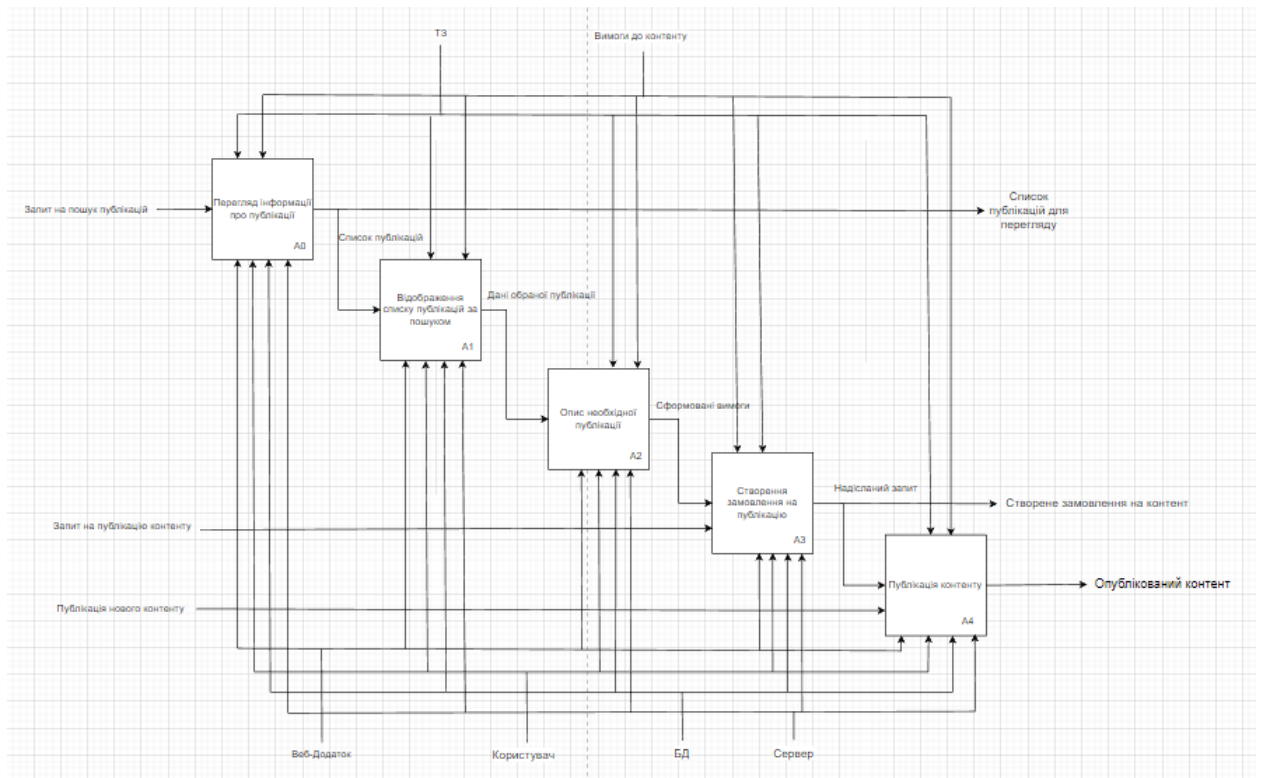 ТЗ
Вимоги до контенту
Перегляд інформації
про публікації
А0
Запит на пошук публікацій
Список
публікацій для
перегляду
Список публікацій
Відображення
списку публікацій за
пошуком
А1
Дані обраної публікації
Опис необхідної
публікації
А2
Сформовані вимоги
Створення
замовлення на
публікацію
А3
Надісланий запит
Створене замовлення на контент
Запит на публікацію контенту
Публікація контенту
А4
Опублікований контент
Публікація нового контенту
Веб-Додаток
Користувач
БД
Сервер